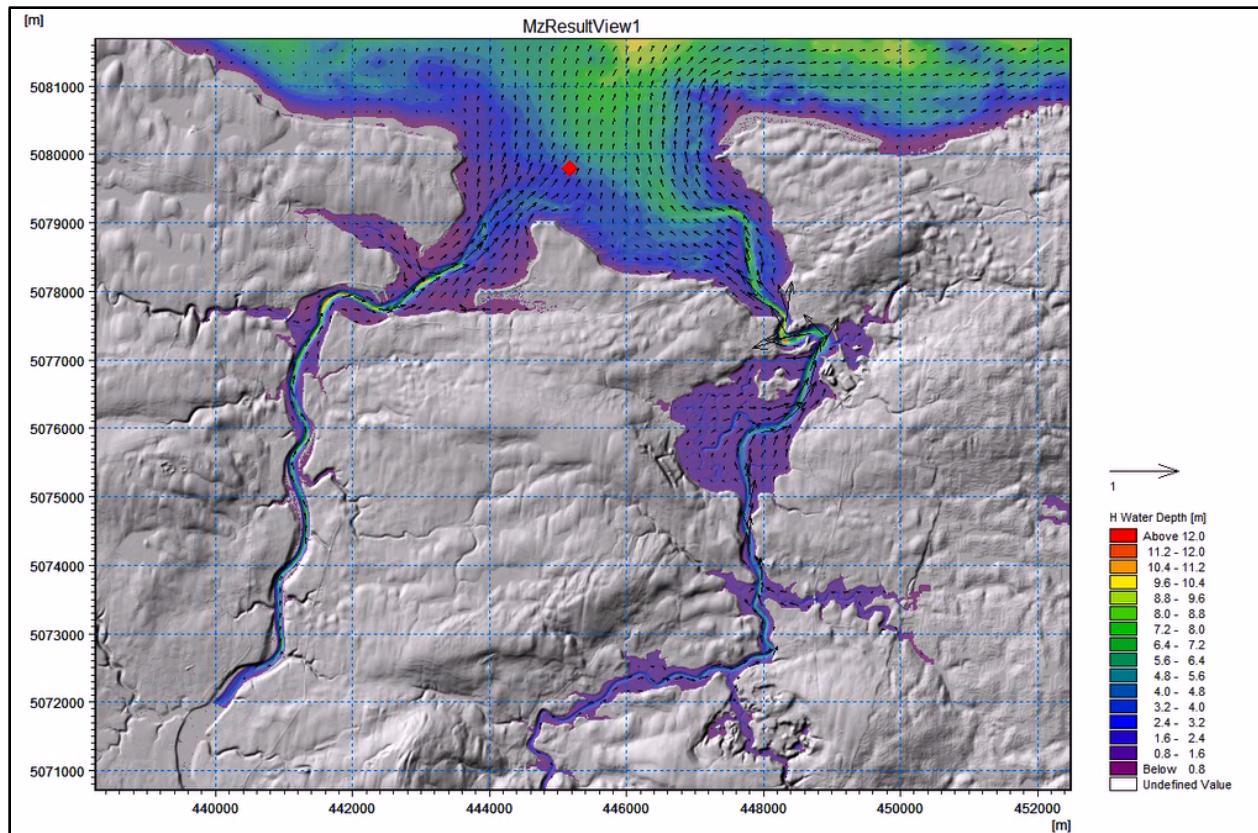 [m]
MzResultView1
5081000
5080000
5079000
5078000
5077000
5076000
5075000
5074000
5073000
5072000
5071000
440000 442000 444000 446000 448000 450000 452000
[m]
1
H Water Depth [m]
Above 12.0
11.2 - 12.0
10.4 - 11.2
9.6 - 10.4
8.8 - 9.6
8.0 - 8.8
7.2 - 8.0
6.4 - 7.2
5.6 - 6.4
4.8 - 5.6
4.0 - 4.8
3.2 - 4.0
2.4 - 3.2
1.6 - 2.4
0.8 - 1.6
Below 0.8
Undefined Value